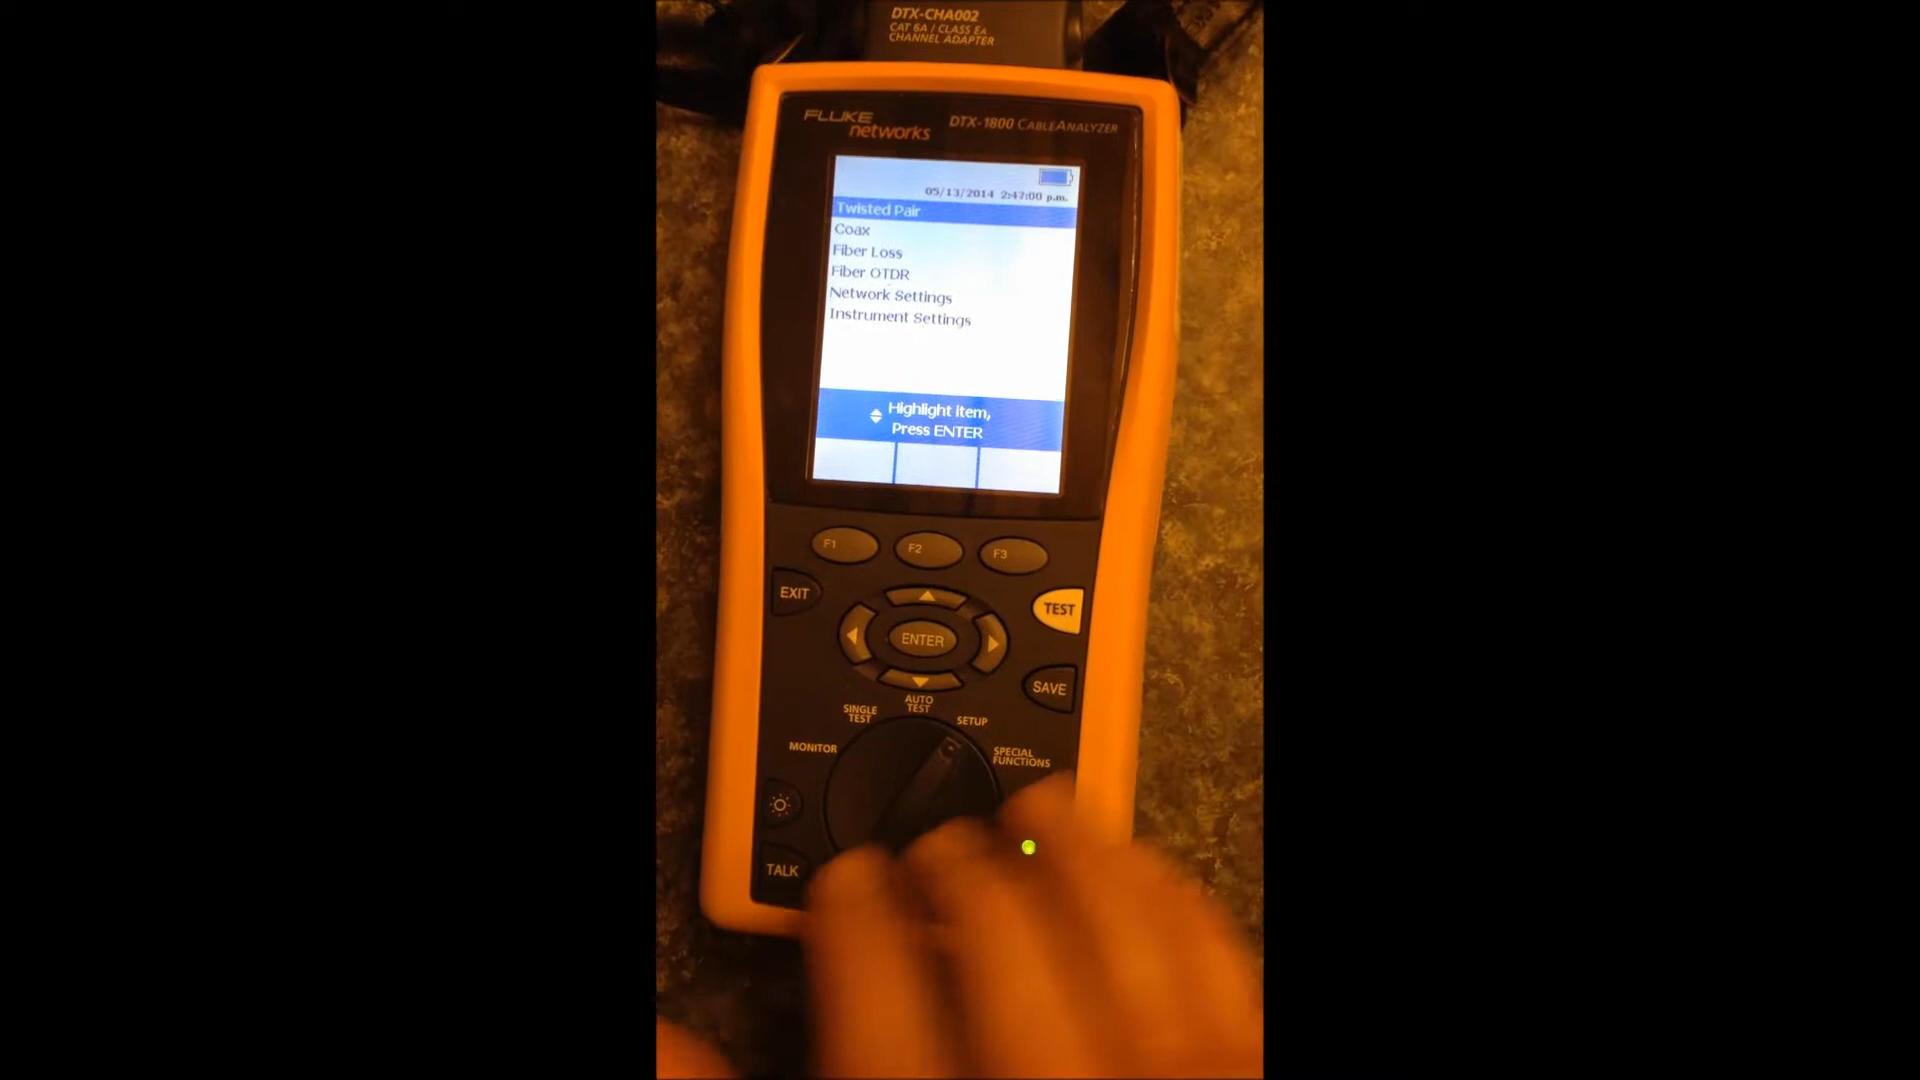 DTX-CHA002
CAT 6A / CLASS EA
CHANNEL ADAPTER
FLUKE
networks
DTX-1800 CABLEANALYZER
05/13/2014 2:47:00 p.m.
Twisted Pair
Coax
Fiber Loss
Fiber OTDR
Network Settings
Instrument Settings
Highlight item,
Press ENTER
F1
F2
F3
EXIT
TEST
ENTER
SAVE
AUTO
TEST
SINGLE
TEST
SETUP
MONITOR
SPECIAL
FUNCTIONS
TALK